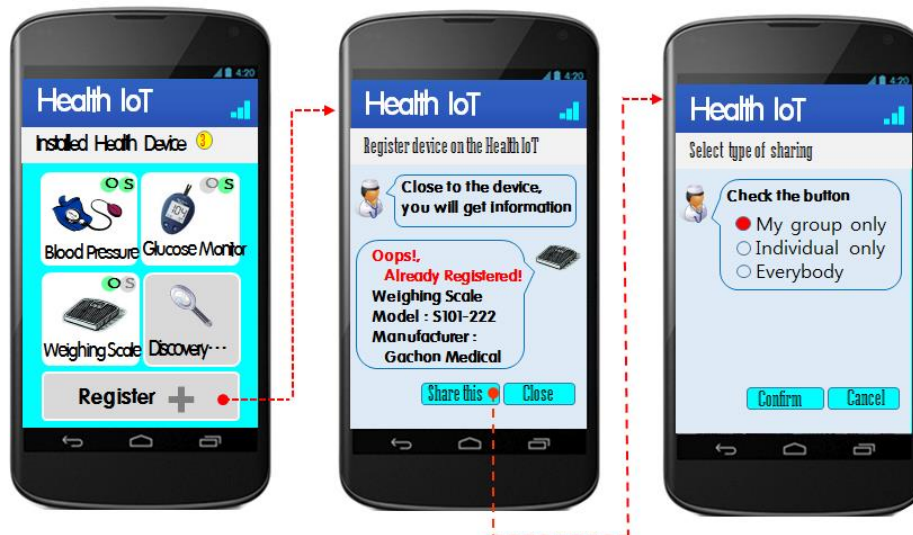 4:20
Health IoT
Installed Health Device 3
O S
O S
Blood Pressure
Glucose Monitor
O S
104
Weighing Scale
Discovery···
Register +
4:20
Health IoT
Register device on the Health IoT
Close to the device,
you will get information
Oops!,
Already Registered!
Weighing Scale
Model : S101-222
Manufacturer :
Gachon Medical
Share this
Close
4:20
Health IoT
Select type of sharing
Check the button
My group only
Individual only
Everybody
Confirm
Cancel